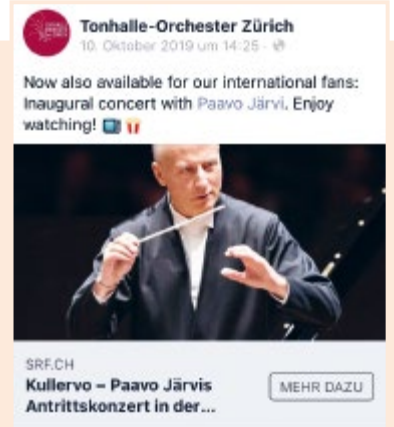 Tonhalle-Orchester Zürich
10. Oktober 2019 um 14:25 ·
Now also available for our international fans:
Inaugural concert with Paavo Järvi. Enjoy
watching!
SRF.CH
Kullervo – Paavo Järvis
Antrittskonzert in der...
MEHR DAZU